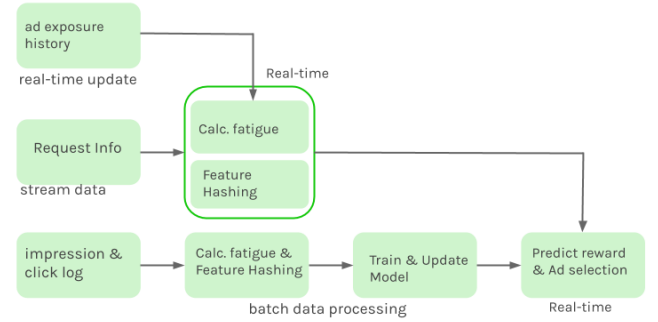 ad exposure
history
real-time update
Real-time
Calc. fatigue
Request Info
Feature
Hashing
stream data
impression &
click log
Calc. fatigue &
Feature Hashing
Train & Update
Model
Predict reward
& Ad selection
batch data processing
Real-time